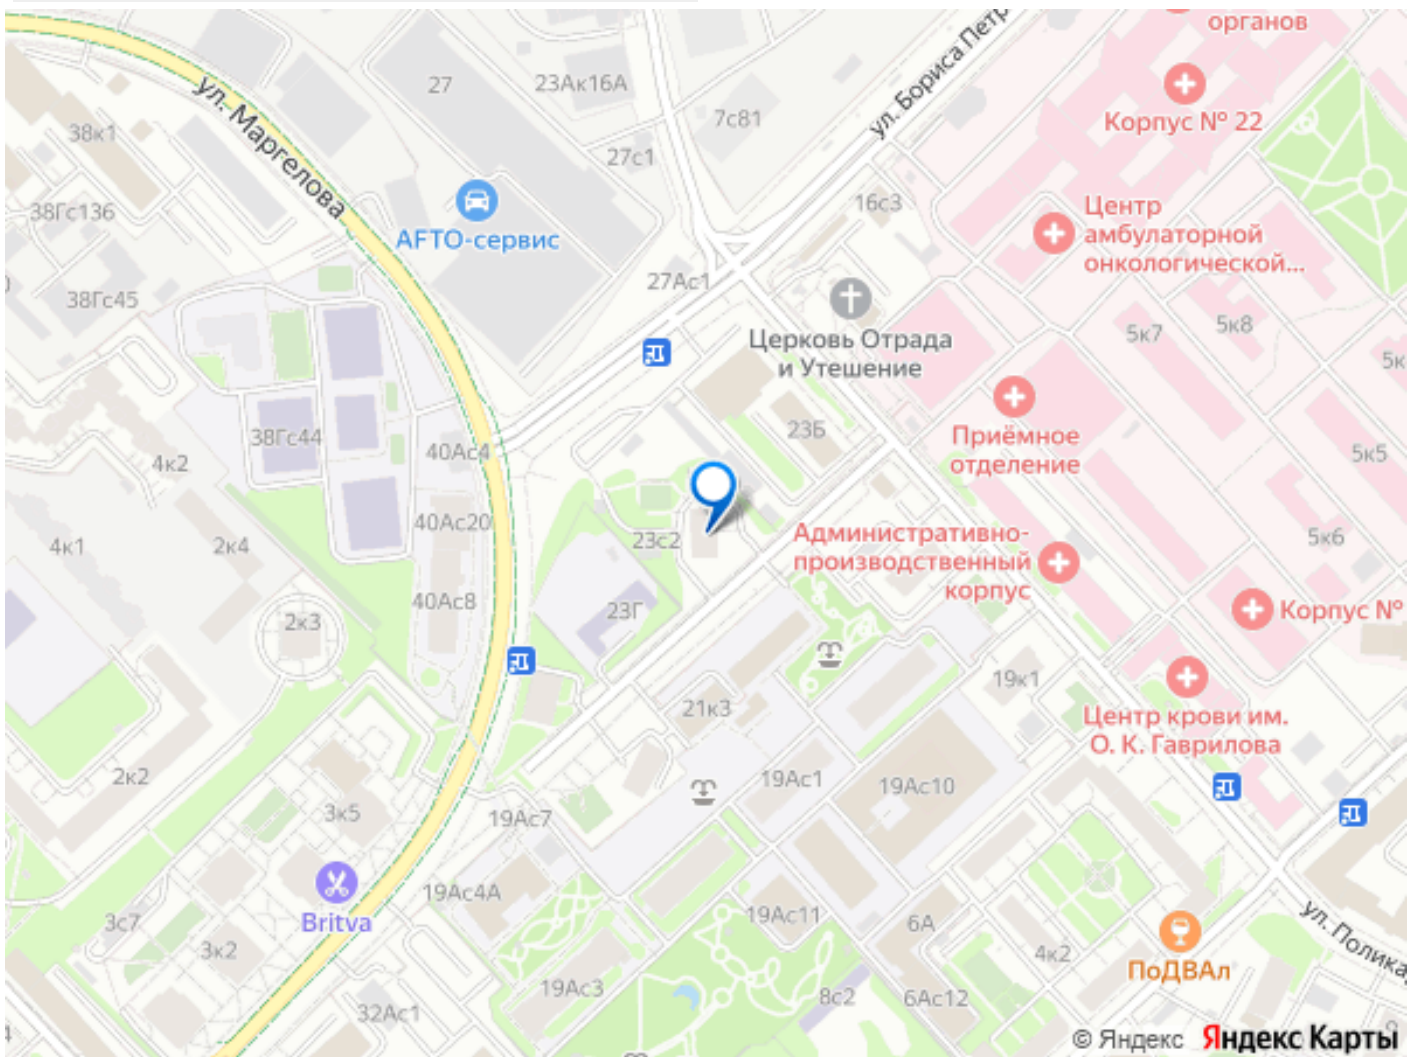 органов
ул. Бориса Петр
Корпус № 22
27
23Ак16А
7с81
ул. Маргелова
38к1
27с1
38Гс136
16с3
Центр
амбулаторной
онкологической...
АFТО-сервис
38Гс45
27Ас1
5к7
5к8
5к
Церковь Отрада
и Утешение
Приёмное
отделение
38Гс44
40Ас4
23Б
4к2
5к5
40Ас20
23с2
Административно-
производственный
корпус
4к1
2к4
5к6
40Ас8
23Г
Корпус №
2к3
19к1
21к3
Центр крови им.
О. К. Гаврилова
2к2
19Ас1
19Ас10
3к5
19Ас7
19Ас4А
Britva
3с7
3к2
19Ас11
6А
4к2
ул. Полика
ПоДВАл
19Ас3
8с2
6Ас12
32Ас1
© Яндекс Яндекс Карты